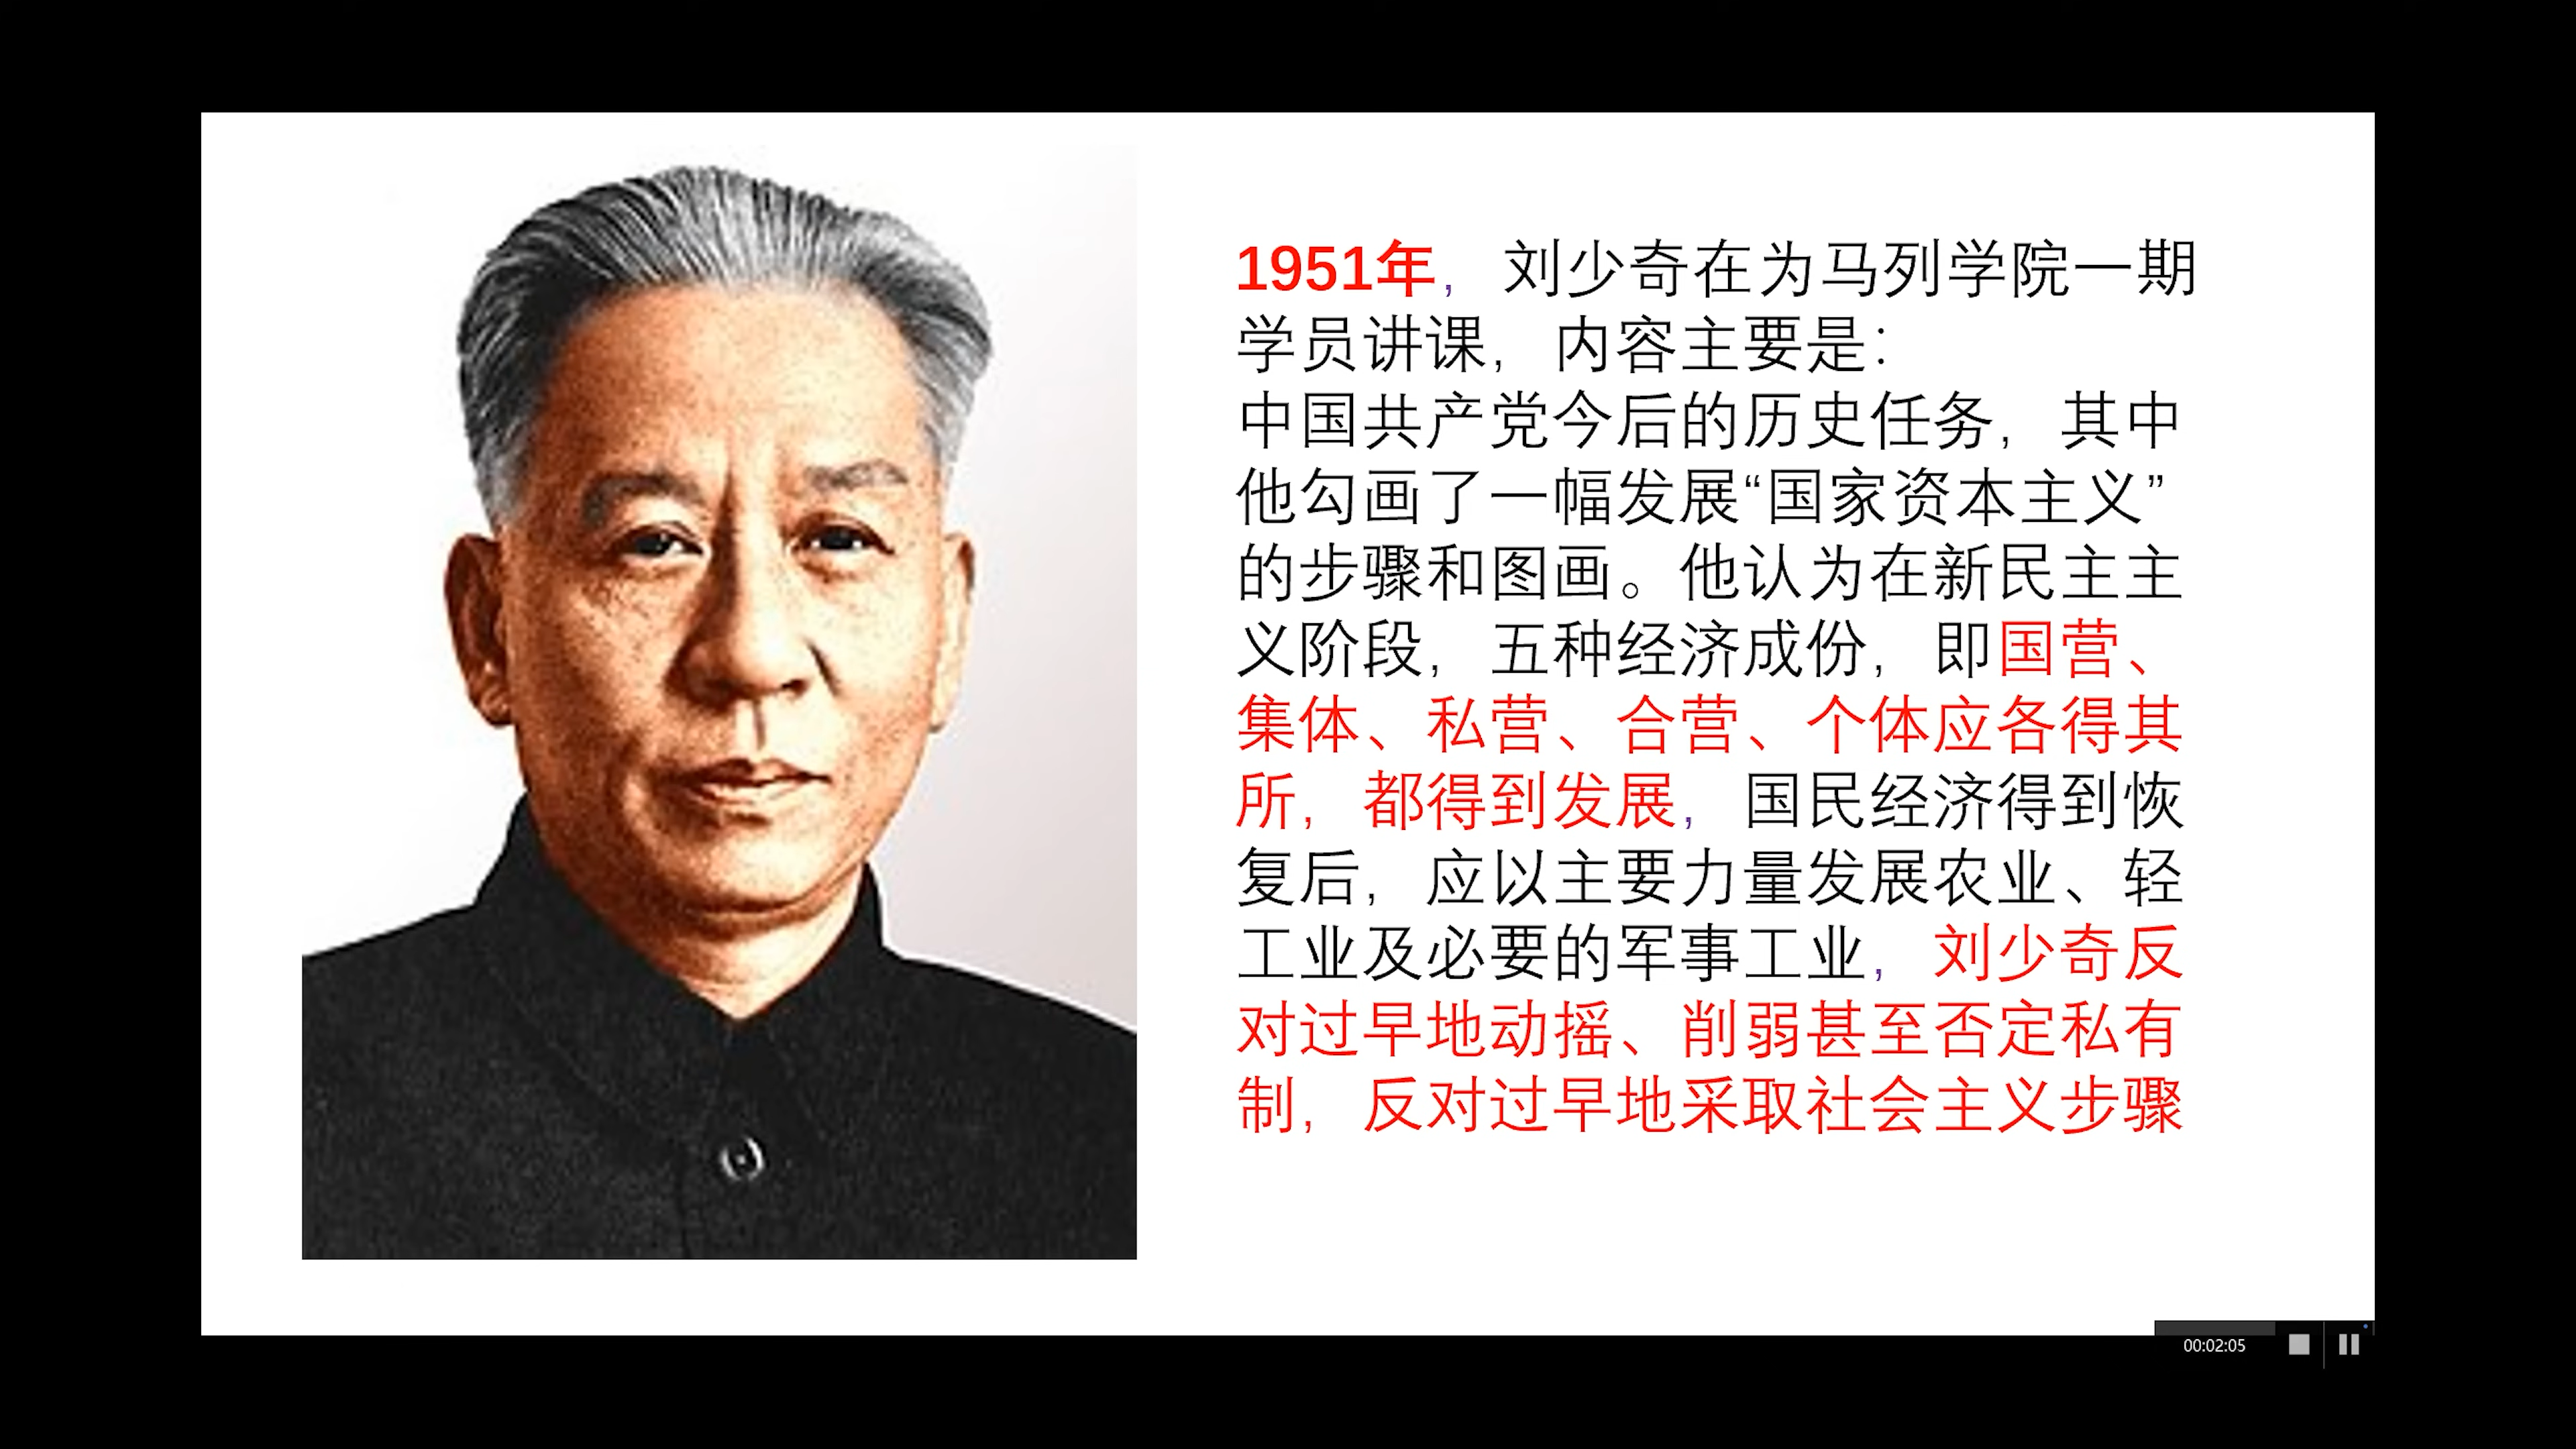 1951年，刘少奇在为马列学院一期
学员讲课，内容主要是：
中国共产党今后的历史任务，其中
他勾画了一幅发展“国家资本主义”
的步骤和图画。他认为在新民主主
义阶段，五种经济成份，即国营、
集体、私营、合营、个体应各得其
所，都得到发展，国民经济得到恢
复后，应以主要力量发展农业、轻
工业及必要的军事工业，刘少奇反
对过早地动摇、削弱甚至否定私有
制，反对过早地采取社会主义步骤
00:02:05